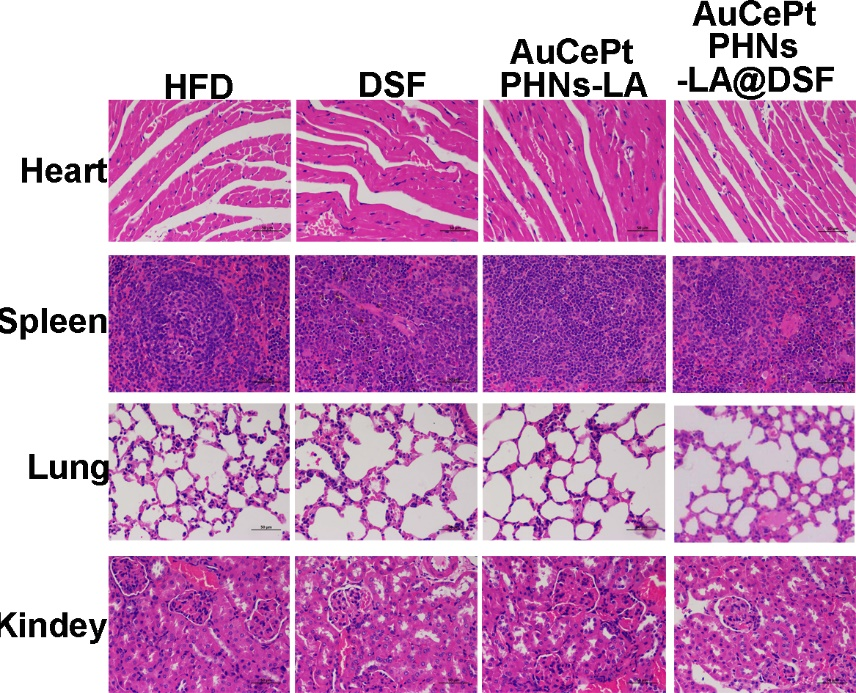 HFD
DSF
AuCePt
PHNs-LA
AuCePt
PHNs
-LA@DSF
Heart
Spleen
Lung
Kindey